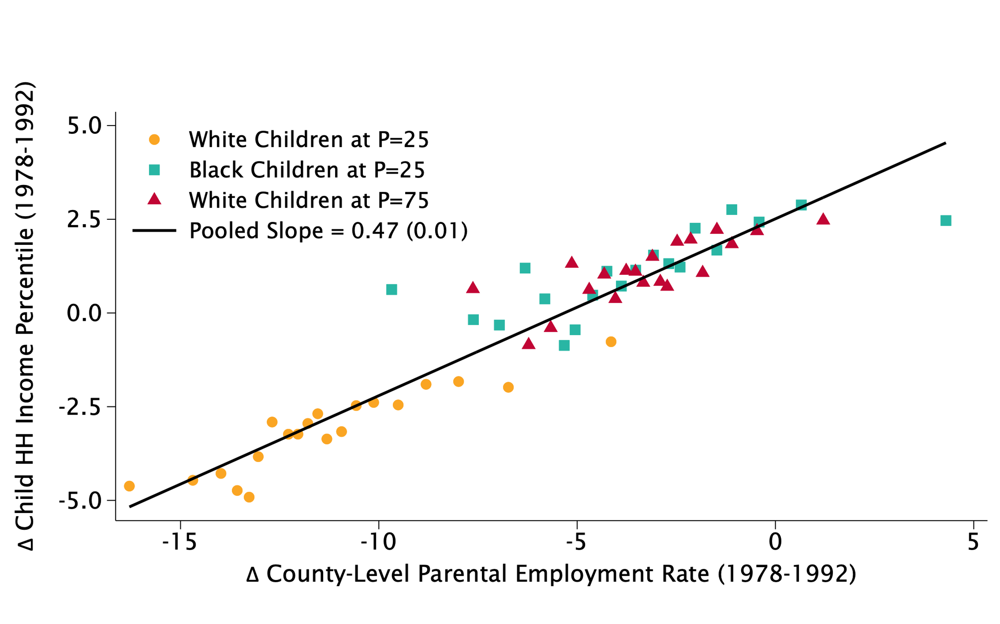 Δ Child HH Income Percentile (1978-1992)
5.0
2.5
0.0
-2.5
-5.0
White Children at P=25
Black Children at P=25
White Children at P=75
Pooled Slope = 0.47 (0.01)
-15
-10
-5
0
5
Δ County-Level Parental Employment Rate (1978-1992)